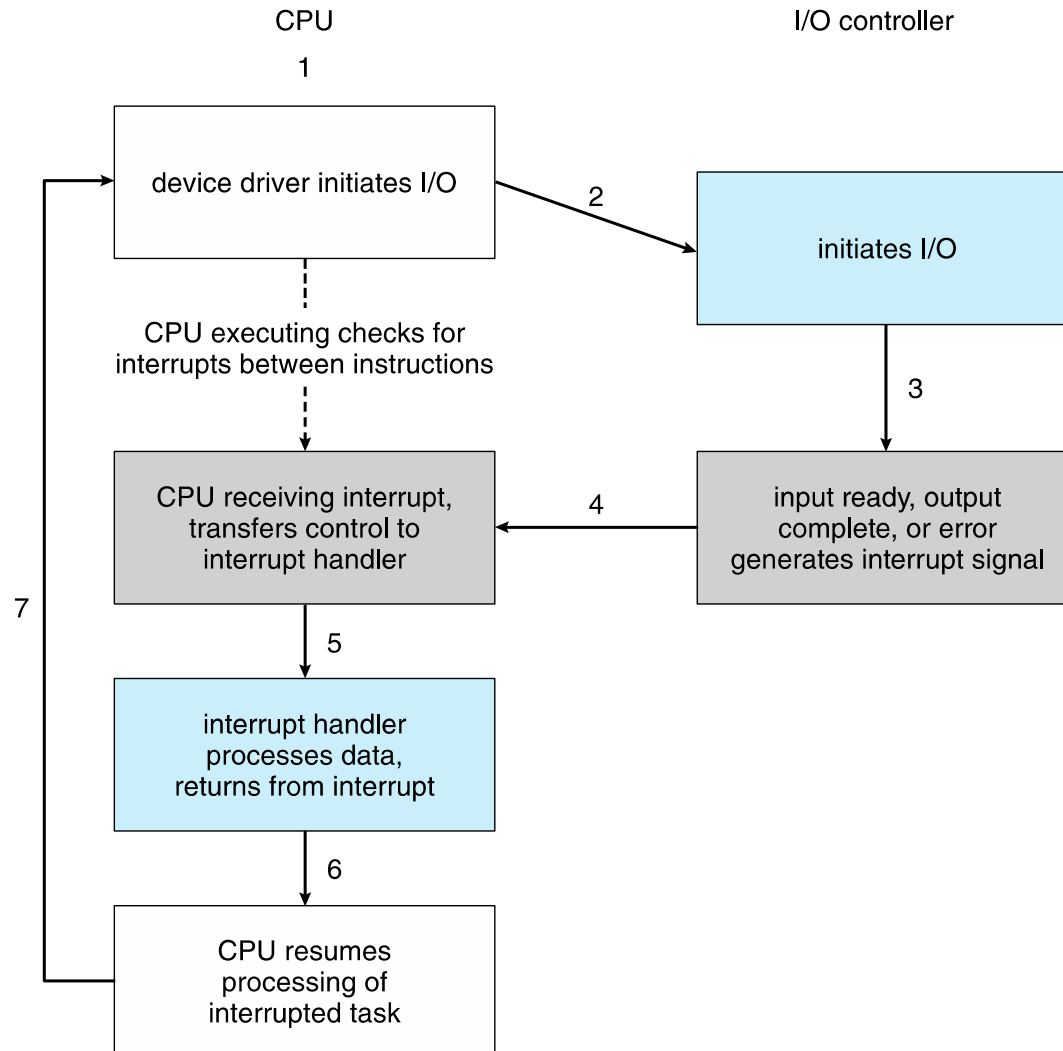 CPU
I/O controller
1
device driver initiates I/O
2
initiates I/O
CPU executing checks for
interrupts between instructions
3
CPU receiving interrupt,
transfers control to
interrupt handler
4
input ready, output
complete, or error
generates interrupt signal
7
5
interrupt handler
processes data,
returns from interrupt
6
CPU resumes
processing of
interrupted task